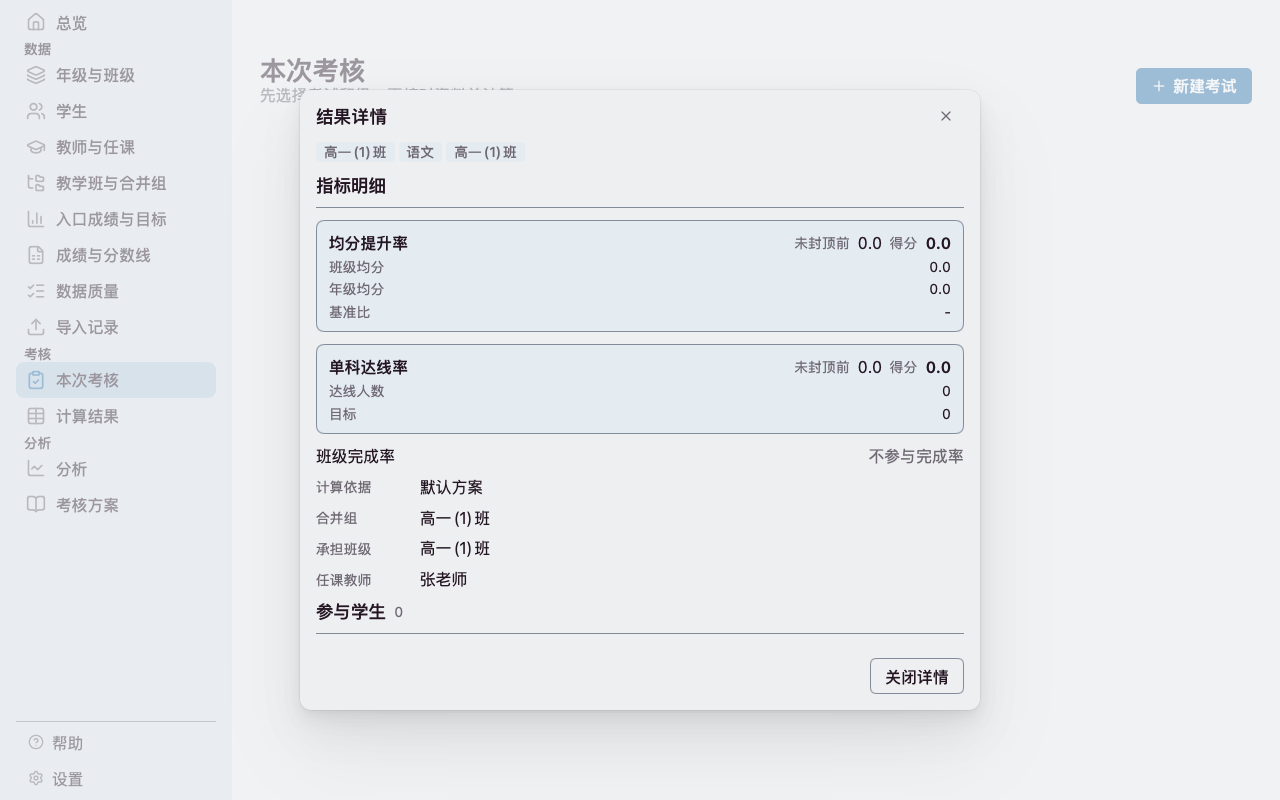 总览
数据
年级与班级
学生
教师与任课
教学班与合并组
入口成绩与目标
成绩与分数线
数据质量
导入记录
考核
本次考核
计算结果
分析
分析
考核方案
帮助
设置
本次考核
先选择
新建考试
结果详情
高一 (1) 班 语文 高一 (1) 班
指标明细
均分提升率 未封顶前 0.0 得分 0.0
班级均分 0.0
年级均分 0.0
基准比 -
单科达线率 未封顶前 0.0 得分 0.0
达线人数 0
目标 0
班级完成率 不参与完成率
计算依据 默认方案
合并组 高一 (1) 班
承担班级 高一 (1) 班
任课教师 张老师
参与学生 0
关闭详情